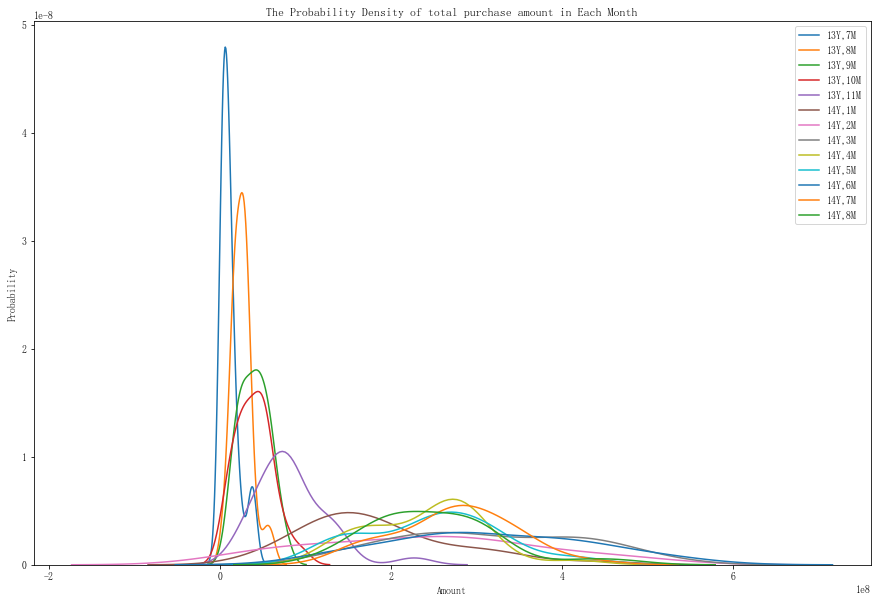 The Probability Density of total purchase amount in Each Month
1e-8
5
4
3
2
1
0
Probability
−2
0
2
4
6
1e8
Amount
13Y,7M
13Y,8M
13Y,9M
13Y,10M
13Y,11M
14Y,1M
14Y,2M
14Y,3M
14Y,4M
14Y,5M
14Y,6M
14Y,7M
14Y,8M